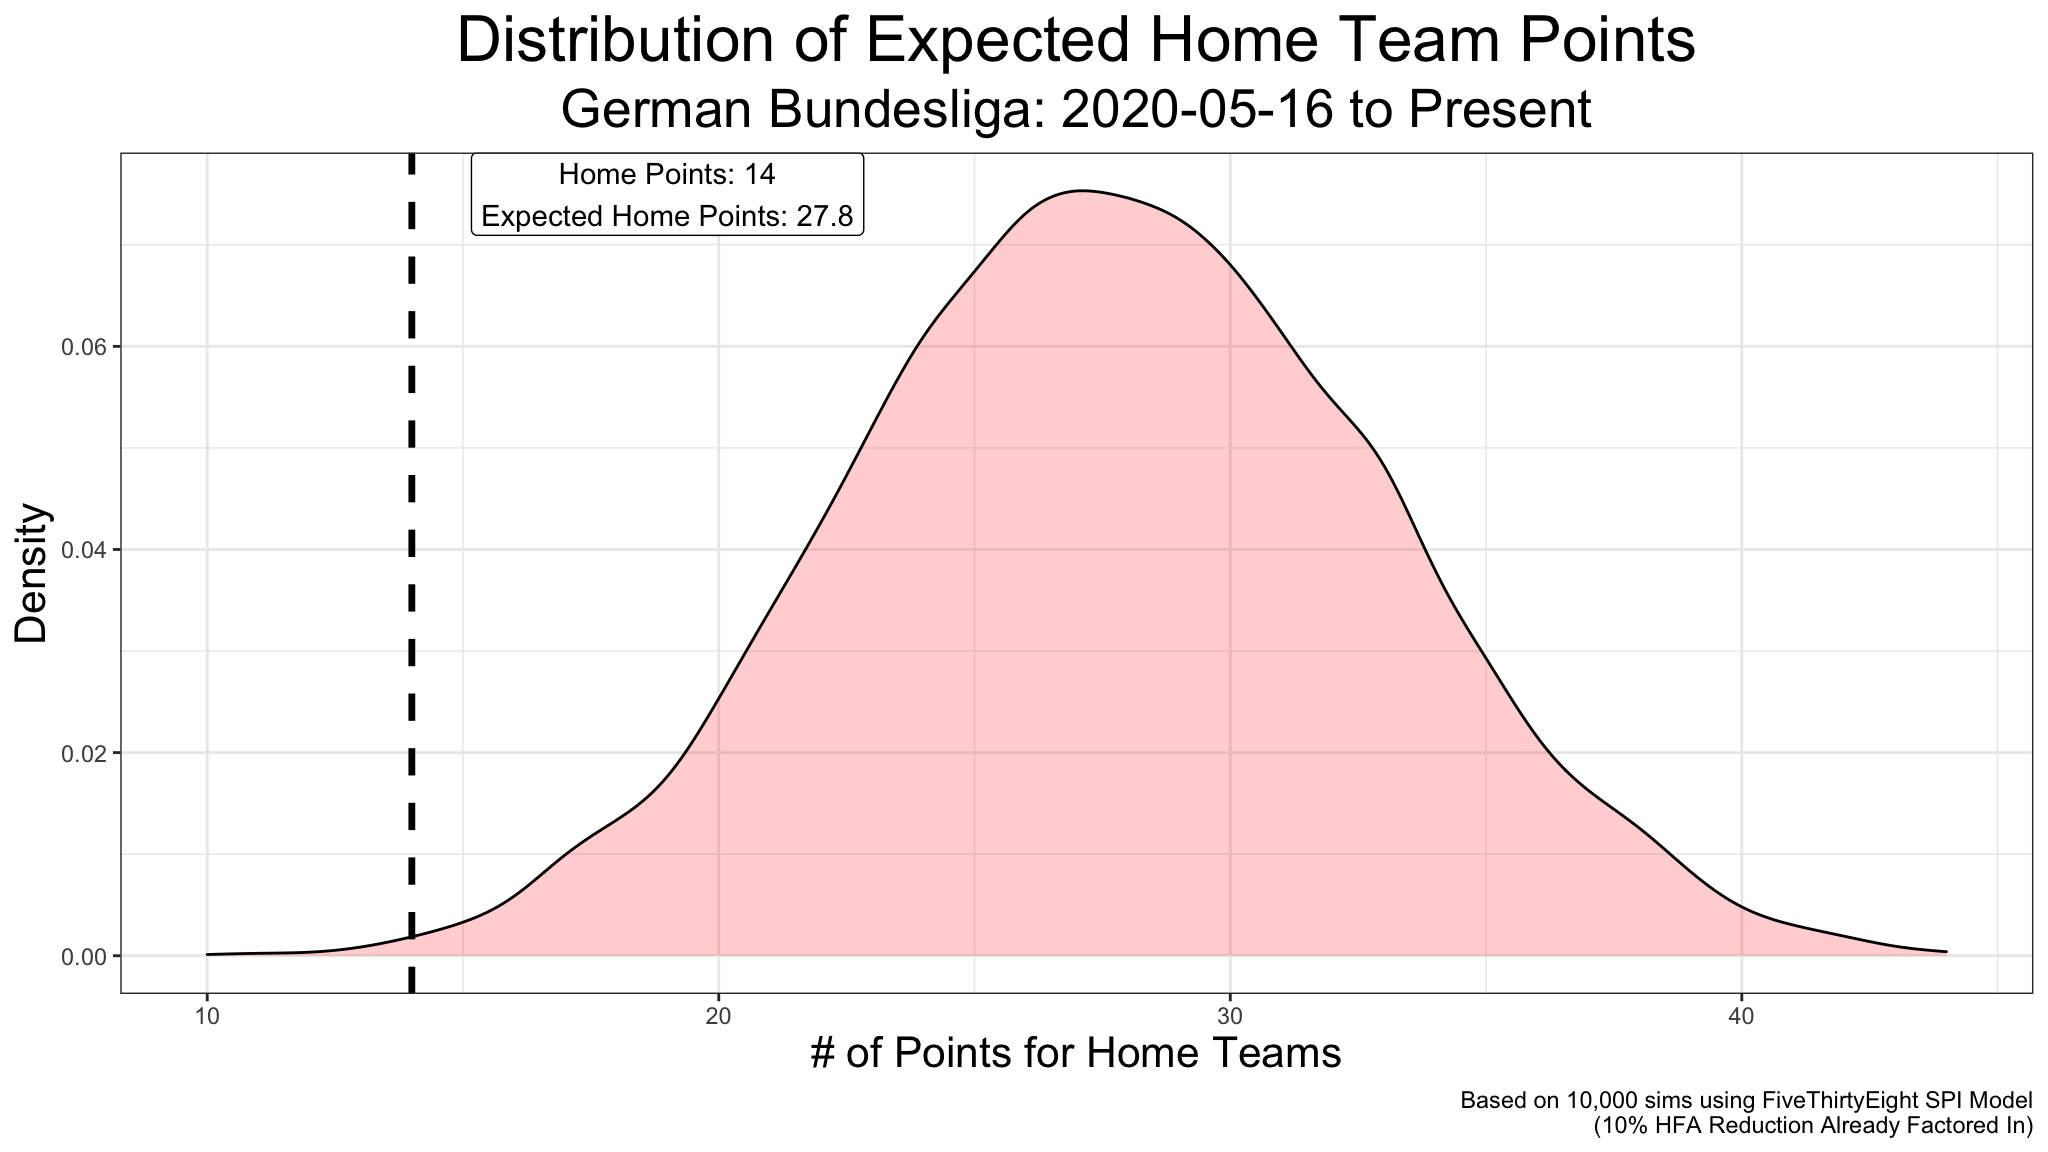 Distribution of Expected Home Team Points
German Bundesliga: 2020-05-16 to Present
Home Points: 14
Expected Home Points: 27.8
Density
0.06
0.04
0.02
0.00
10 20 30 40
# of Points for Home Teams
Based on 10,000 sims using FiveThirtyEight SPI Model
(10% HFA Reduction Already Factored In)